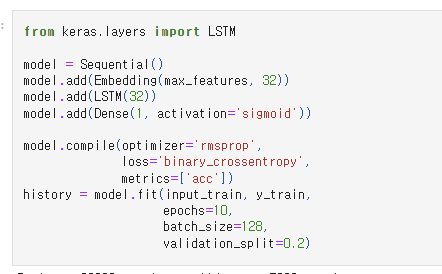 from keras.layers import LSTM
model = Sequential()
model.add(Embedding(max_features, 32))
model.add(LSTM(32))
model.add(Dense(1, activation='sigmoid'))
model.compile(optimizer='rmsprop',
loss='binary_crossentropy',
metrics=['acc'])
history = model.fit(input_train, y_train,
epochs=10,
batch_size=128,
validation_split=0.2)